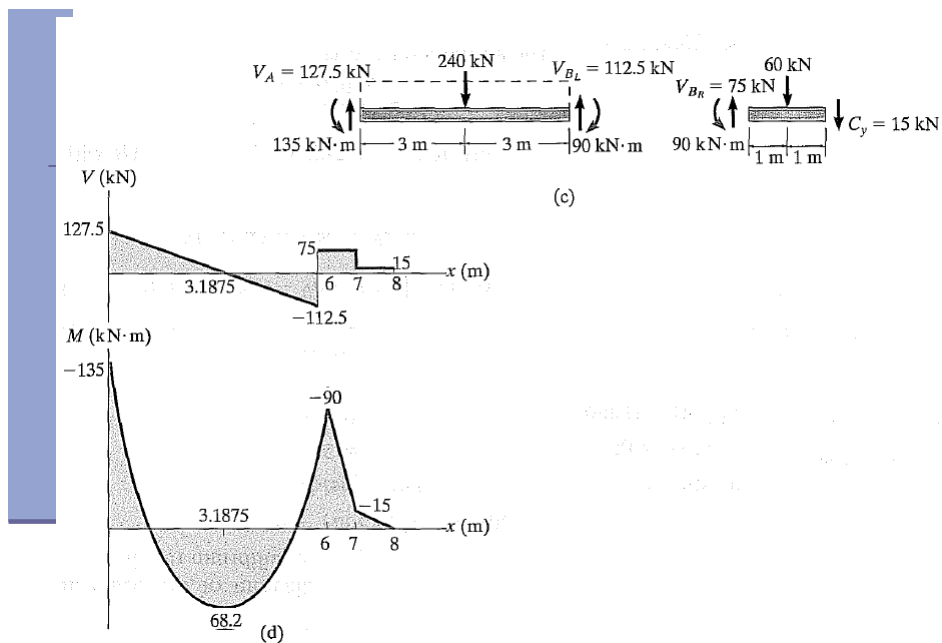 240 kN
V_A = 127.5 kN
V_{B_L} = 112.5 kN
60 kN
V_{B_R} = 75 kN
C_y = 15 kN
135 kN·m
3 m
3 m
90 kN·m
90 kN·m
1 m
1 m
(c)
V (kN)
127.5
75
15
x (m)
3.1875
6
7
8
−112.5
M (kN·m)
−135
−90
−15
3.1875
x (m)
6
7
8
68.2
(d)